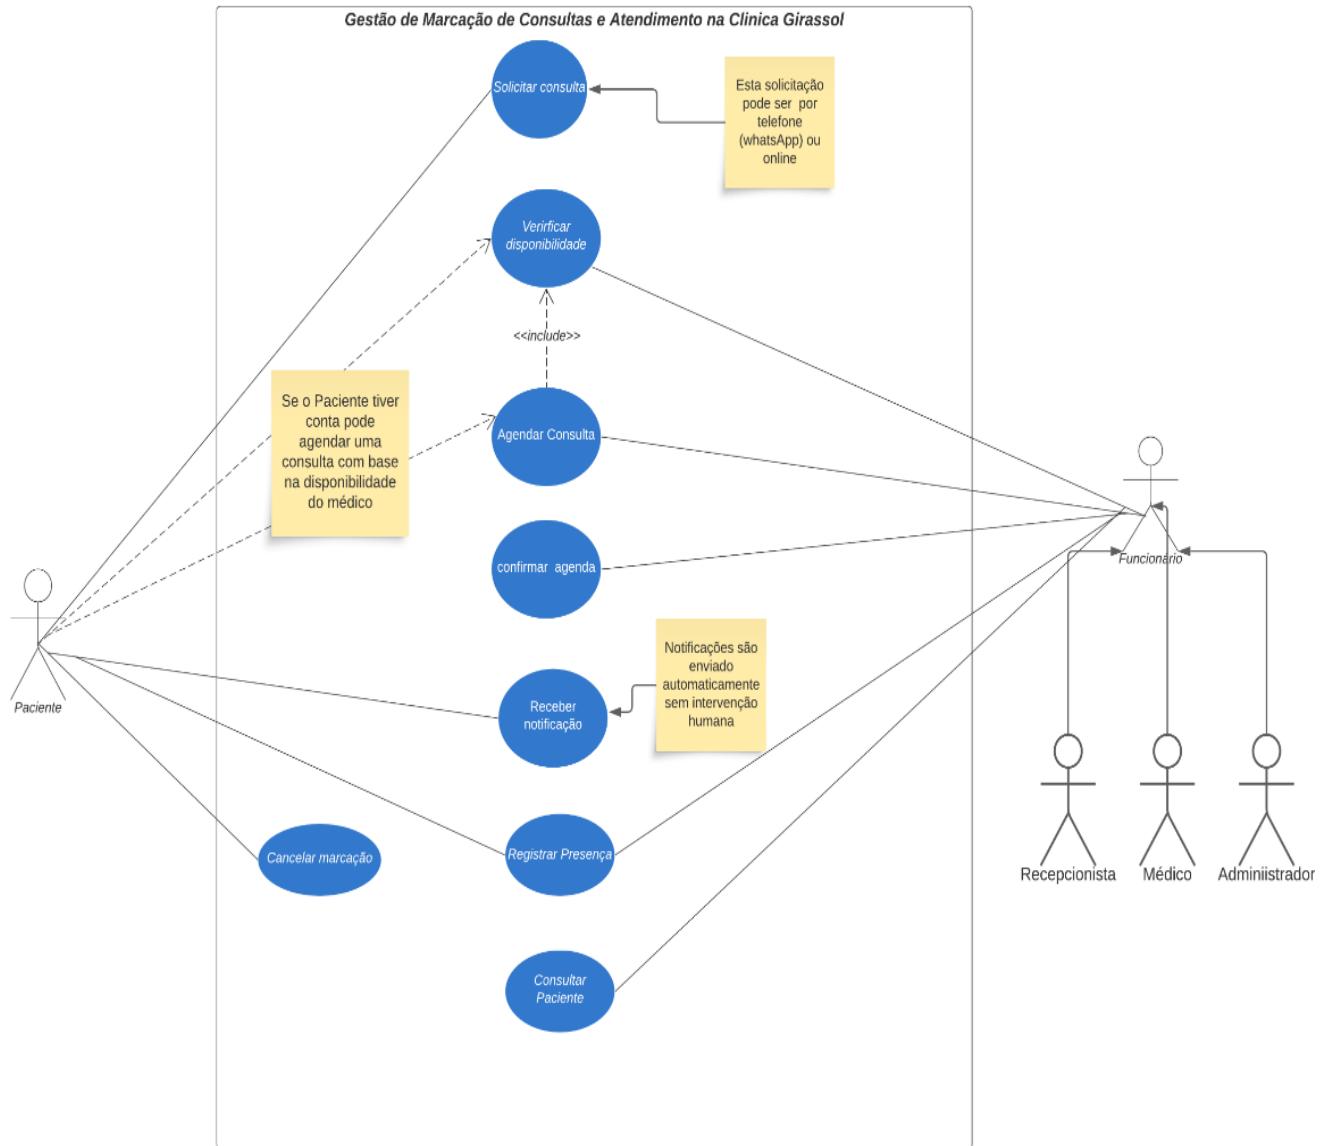 Gestão de Marcação de Consultas e Atendimento na Clinica Girassol
Solicitar consulta
Esta solicitação
pode ser por
telefone
(whatsApp) ou
online
Verirficar
disponibilidade
<<include>>
Se o Paciente tiver
conta pode
agendar uma
consulta com base
na disponibilidade
do médico
Agendar Consulta
confirmar agenda
Funcionário
Paciente
Notificações são
enviado
automaticamente
sem intervenção
humana
Receber
notificação
Cancelar marcação
Registrar Presença
Recepcionista
Médico
Adminiistrador
Consultar
Paciente